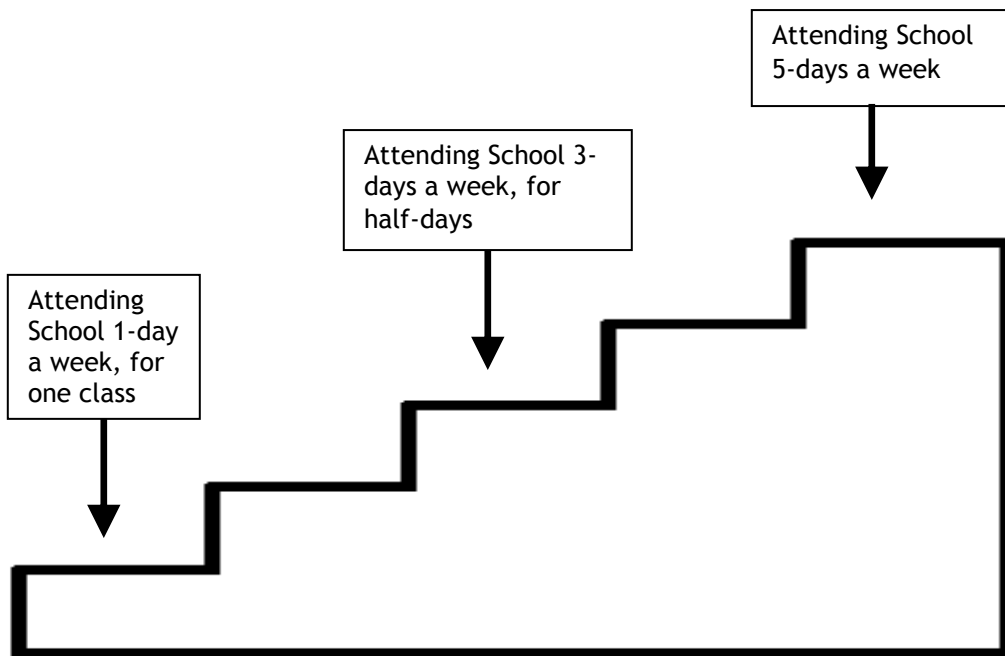 Attending School
5-days a week
Attending School 3-
days a week, for
half-days
Attending
School 1-day
a week, for
one class